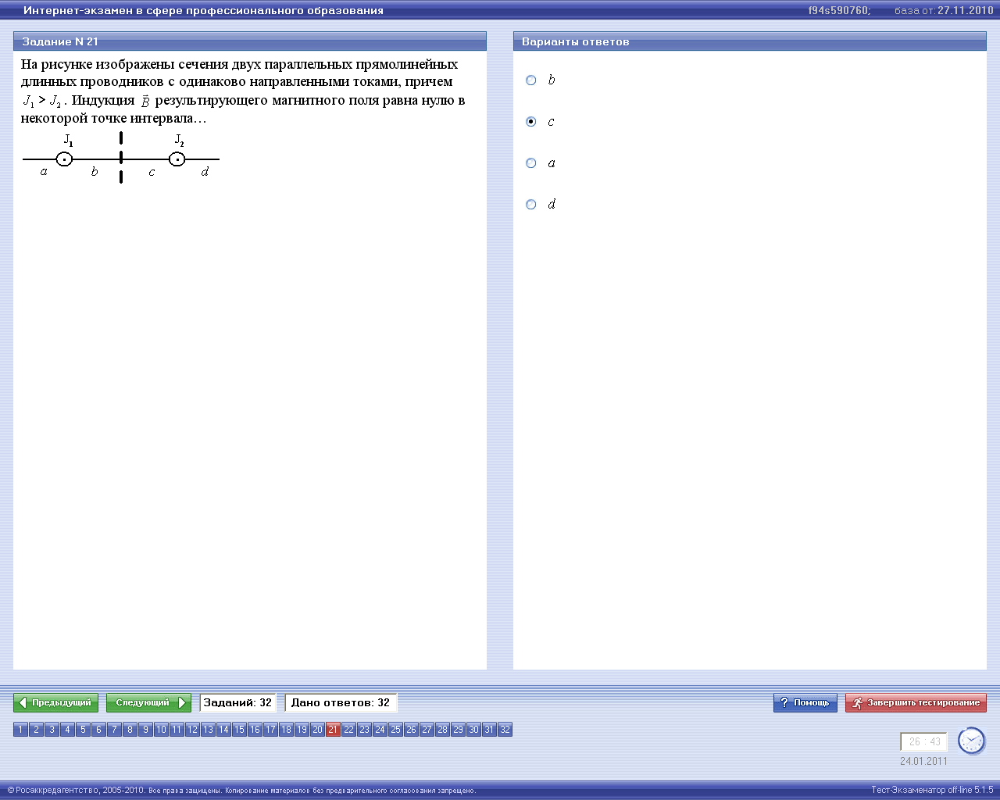 Интернет-экзамен в сфере профессионального образования
f94s590760; база от: 27.11.2010
Задание N 21
На рисунке изображены сечения двух параллельных прямолинейных
длинных проводников с одинаково направленными токами, причем
J₁ > J₂ . Индукция B⃗ результирующего магнитного поля равна нулю в
некоторой точке интервала…
J₁ J₂
a b c d
Варианты ответов
b
c
a
d
Предыдущий Следующий Заданий: 32 Дано ответов: 32 ? Помощь Завершить тестирование
1 2 3 4 5 6 7 8 9 10 11 12 13 14 15 16 17 18 19 20 21 22 23 24 25 26 27 28 29 30 31 32
26 : 43
24.01.2011
© Росаккредагентство, 2005-2010. Все права защищены. Копирование материалов без предварительного согласования запрещено.
Тест-Экзаменатор off-line 5.1.5